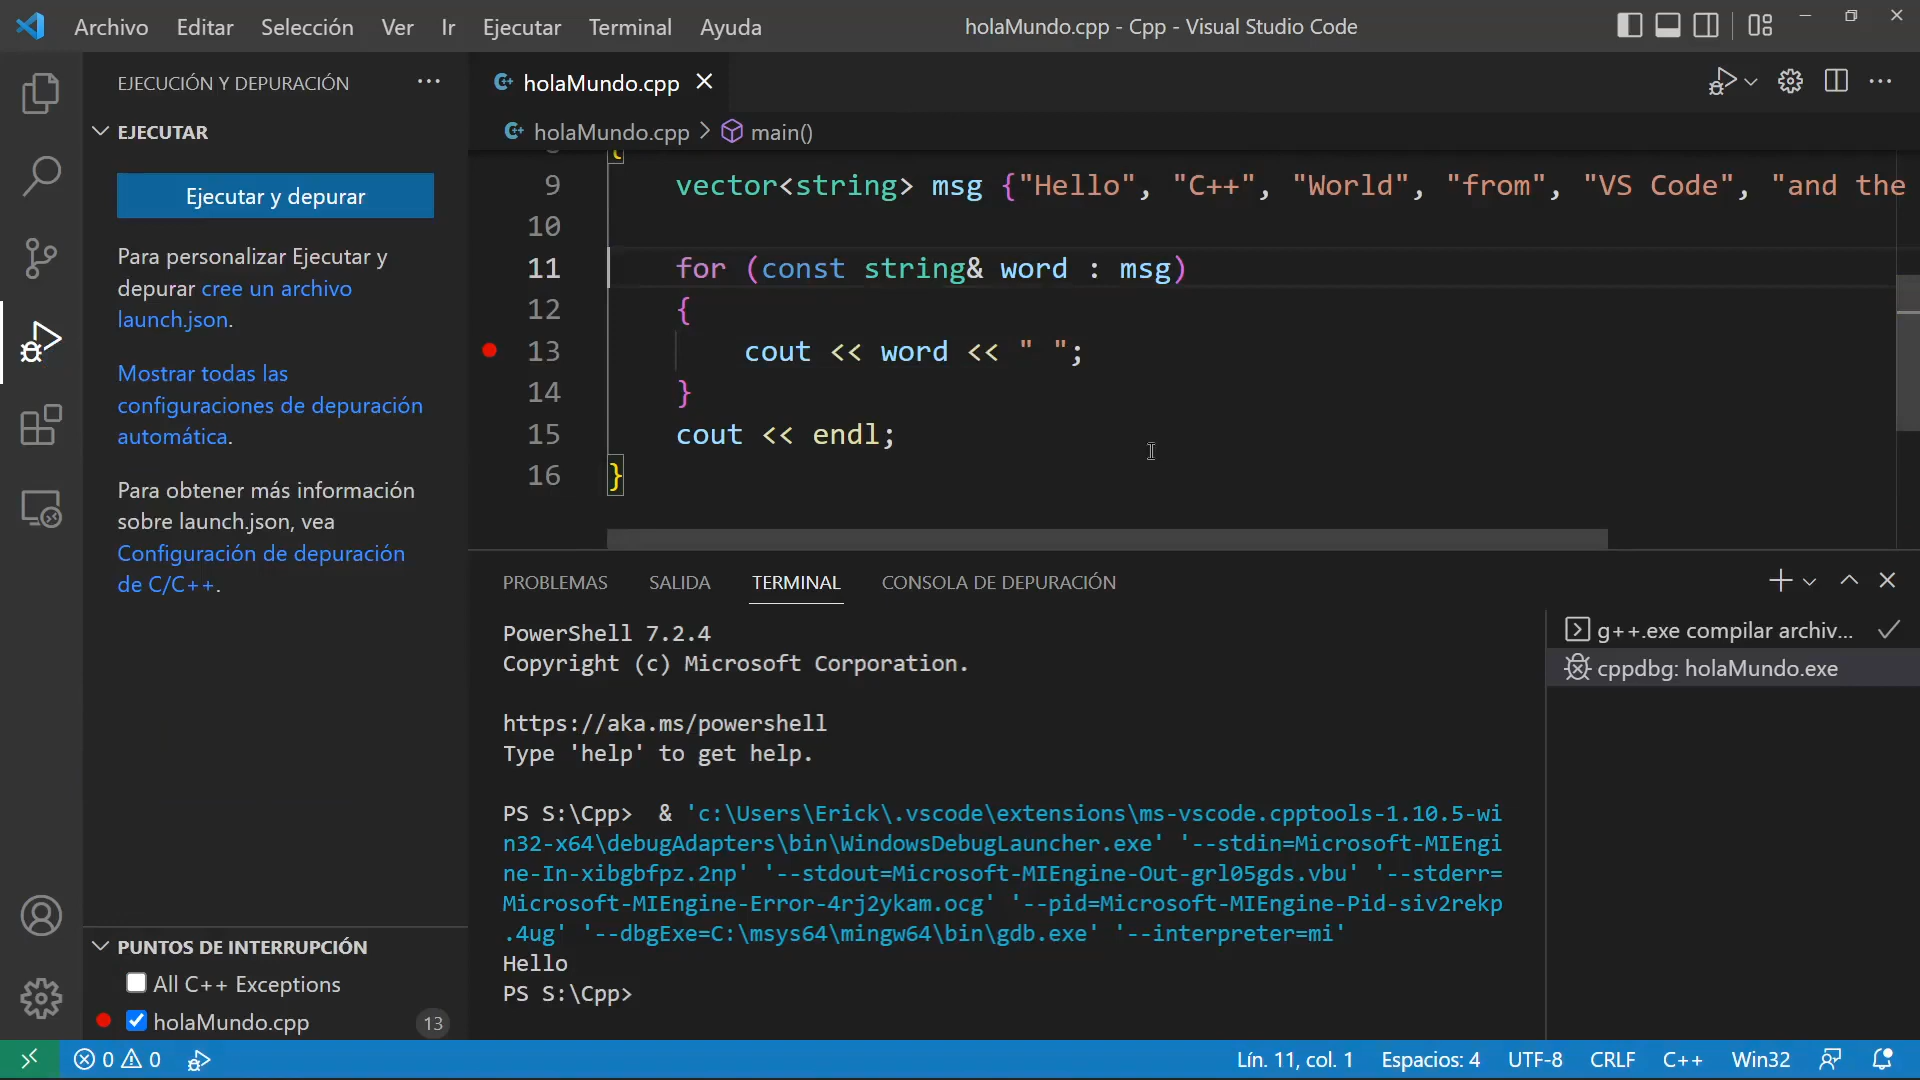 Archivo Editar Selección Ver Ir Ejecutar Terminal Ayuda
holaMundo.cpp - Cpp - Visual Studio Code
EJECUCIÓN Y DEPURACIÓN
EJECUTAR
Ejecutar y depurar
Para personalizar Ejecutar y
depurar cree un archivo
launch.json.
Mostrar todas las
configuraciones de depuración
automática.
Para obtener más información
sobre launch.json, vea
Configuración de depuración
de C/C++.
PUNTOS DE INTERRUPCIÓN
All C++ Exceptions
holaMundo.cpp 13
holaMundo.cpp
holaMundo.cpp > main()
{
9 vector<string> msg {"Hello", "C++", "World", "from", "VS Code", "and the
10
11 for (const string& word : msg)
12 {
13 cout << word << " ";
14 }
15 cout << endl;
16 }
PROBLEMAS SALIDA TERMINAL CONSOLA DE DEPURACIÓN
PowerShell 7.2.4
Copyright (c) Microsoft Corporation.
https://aka.ms/powershell
Type 'help' to get help.
PS S:\Cpp>  & 'c:\Users\Erick\.vscode\extensions\ms-vscode.cpptools-1.10.5-wi
n32-x64\debugAdapters\bin\WindowsDebugLauncher.exe' '--stdin=Microsoft-MIEngi
ne-In-xibgbfpz.2np' '--stdout=Microsoft-MIEngine-Out-grl05gds.vbu' '--stderr=
Microsoft-MIEngine-Error-4rj2ykam.ocg' '--pid=Microsoft-MIEngine-Pid-siv2rekp
.4ug' '--dbgExe=C:\msys64\mingw64\bin\gdb.exe' '--interpreter=mi'
Hello
PS S:\Cpp>
g++.exe compilar archiv...
cppdbg: holaMundo.exe
0 0
Lín. 11, col. 1 Espacios: 4 UTF-8 CRLF C++ Win32